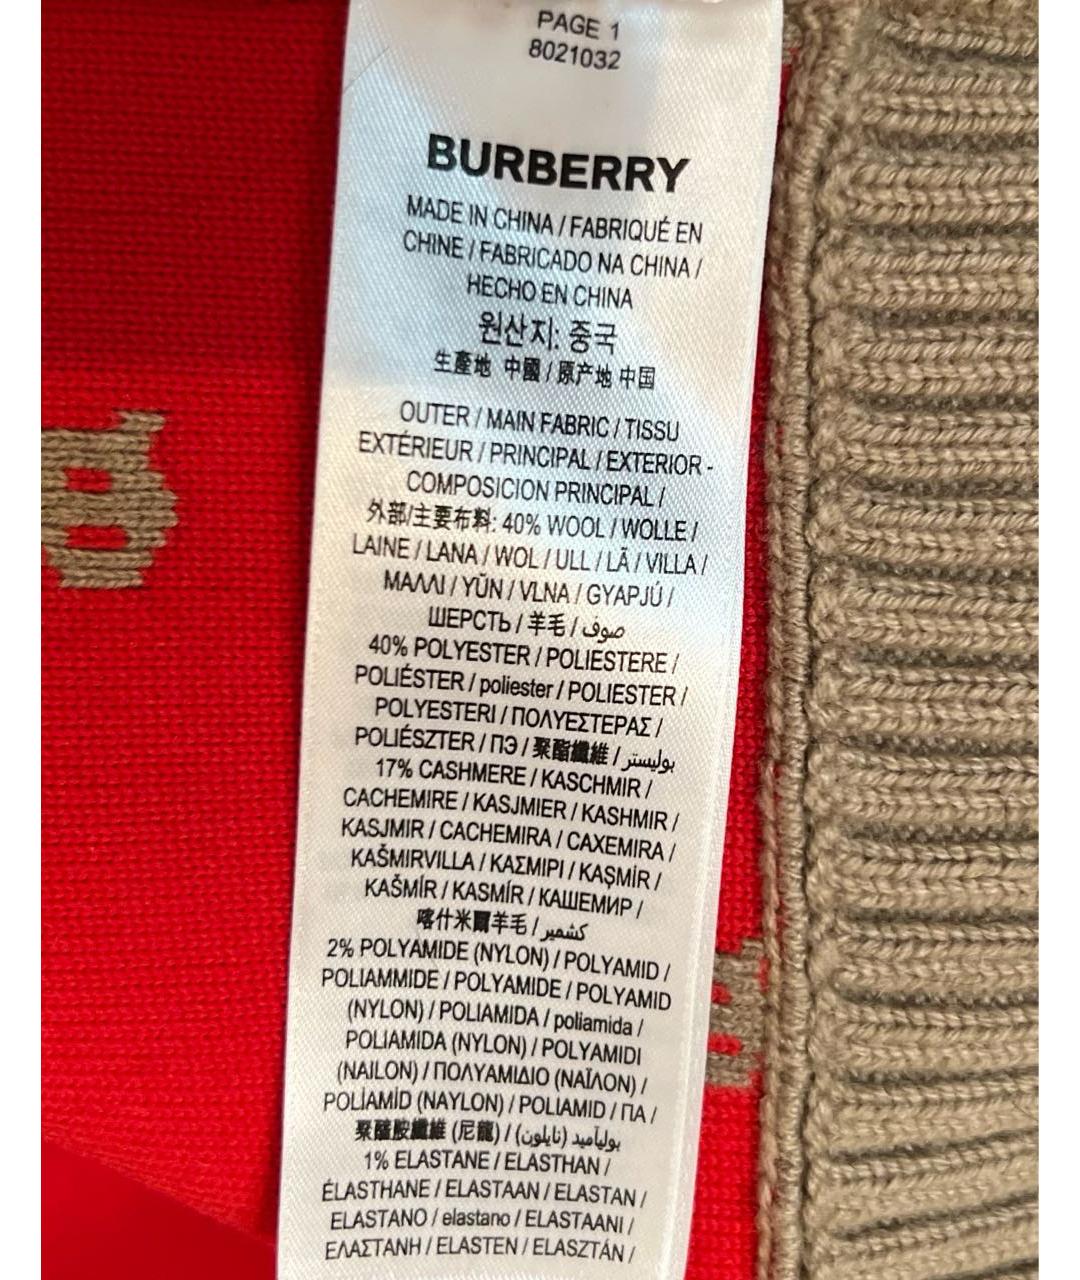 PAGE 1
8021032
BURBERRY
MADE IN CHINA / FABRIQUÉ EN
CHINE / FABRICADO NA CHINA /
HECHO EN CHINA
원산지: 중국
生產地 中國 / 原产地 中国
OUTER / MAIN FABRIC / TISSU
EXTÉRIEUR / PRINCIPAL / EXTERIOR -
COMPOSICION PRINCIPAL /
外部/主要布料: 40% WOOL / WOLLE /
LAINE / LANA / WOL / ULL / LÃ / VILLA /
ΜΑΛΛΙ / YŪN / VLNA / GYAPJÚ /
ШЕРСТЬ / 羊毛 / صوف
40% POLYESTER / POLIESTERE /
POLIÉSTER / poliester / POLIESTER /
POLYESTERI / ΠΟΛΥΕΣΤΕΡΑΣ /
POLIÉSZTER / ПЭ / 聚酯纖維 / بوليستر
17% CASHMERE / KASCHMIR /
CACHEMIRE / KASJMIER / KASHMIR /
KASJMIR / CACHEMIRA / CAXEMIRA /
KAŠMIRVILLA / ΚΑΣΜΙΡΙ / KAŞMİR /
KAŠMÍR / KASMÍR / КАШЕМИР /
喀什米爾羊毛 / كشمير
2% POLYAMIDE (NYLON) / POLYAMID /
POLIAMMIDE / POLYAMIDE / POLYAMID
(NYLON) / POLIAMIDA / poliamida /
POLIAMIDA (NYLON) / POLYAMIDI
(NAILON) / ΠΟΛΥΑΜΙΔΙΟ (ΝΑΪΛΟΝ) /
POLİAMİD (NAYLON) / POLIAMID / ПА /
聚醯胺纖維 (尼龍) / بوليآميد (نايلون)
1% ELASTANE / ELASTHAN /
ÉLASTHANE / ELASTAAN / ELASTAN /
ELASTANO / elastano / ELASTAANI /
ΕΛΑΣΤΑΝΗ / ELASTEN / ELASZTÁN /